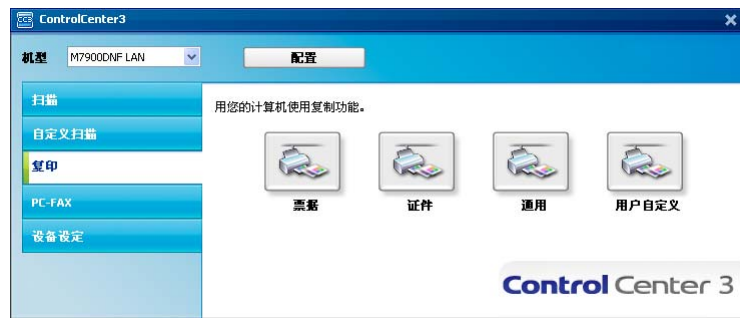 ControlCenter3
机型 M7900DNF LAN 配置
扫描
自定义扫描
复印
PC-FAX
设备设定
用您的计算机使用复制功能。
票据 证件 通用 用户自定义
Control Center 3